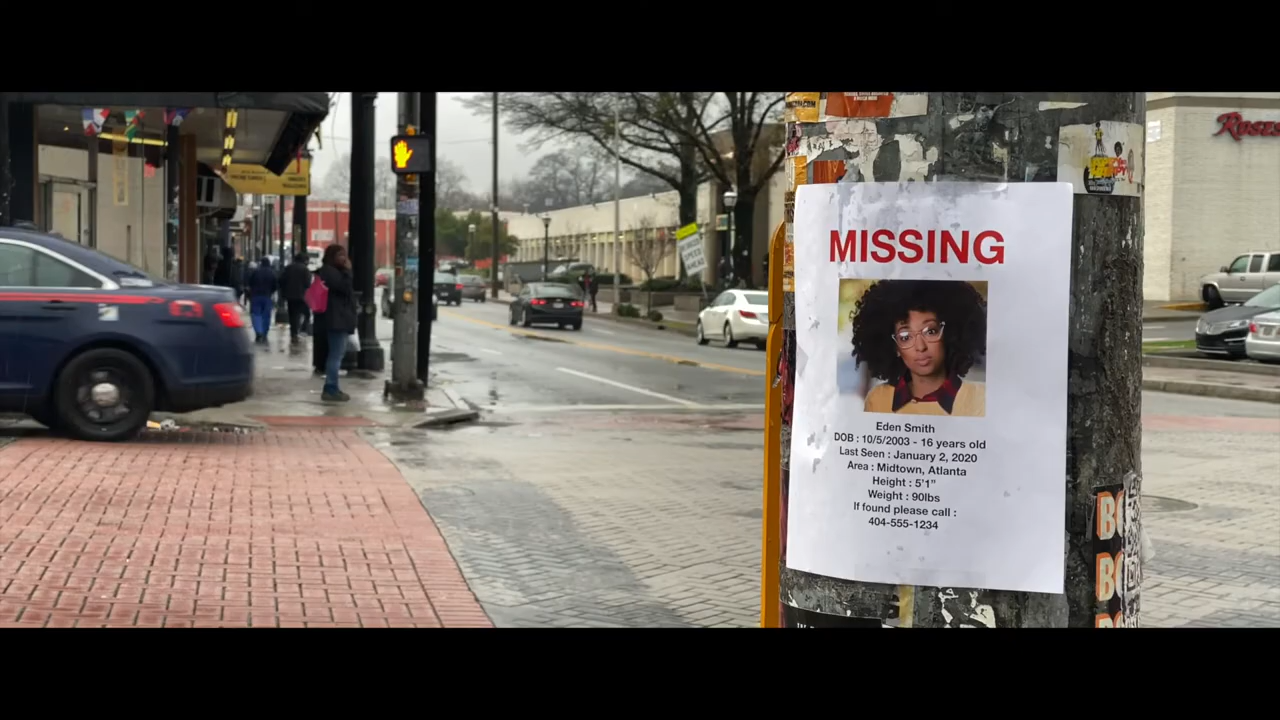 MISSING
Eden Smith
DOB : 10/5/2003 - 16 years old
Last Seen : January 2, 2020
Area : Midtown, Atlanta
Height : 5'1"
Weight : 90lbs
If found please call :
404-555-1234